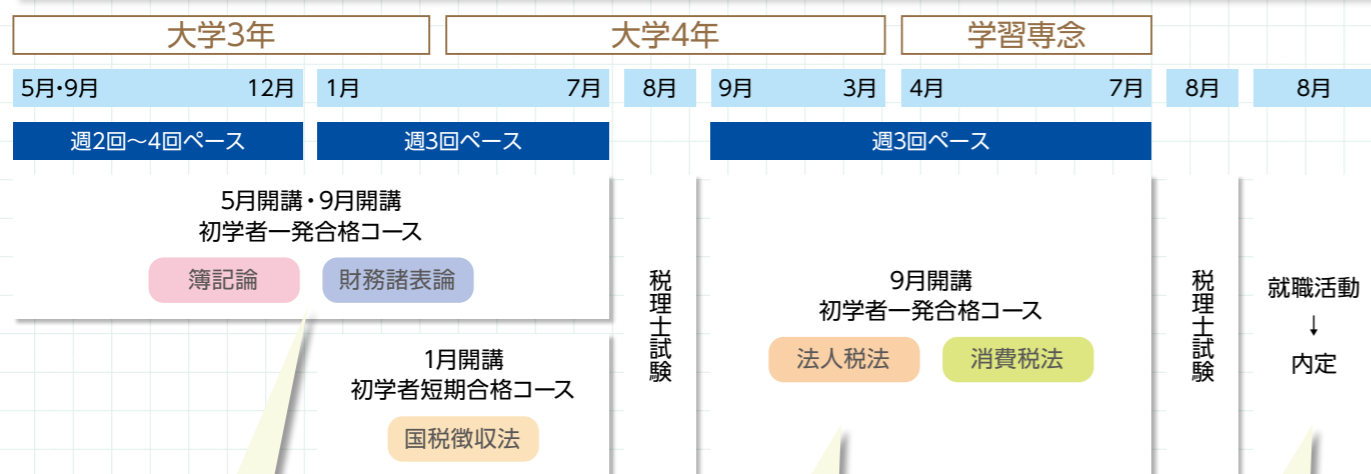 大学3年
大学4年
学習専念
5月・9月
12月
1月
7月
8月
9月
3月
4月
7月
8月
8月
週2回～4回ペース
週3回ペース
週3回ペース
5月開講・9月開講
初学者一発合格コース
簿記論
財務諸表論
1月開講
初学者短期合格コース
国税徴収法
税理士試験
9月開講
初学者一発合格コース
法人税法
消費税法
税理士試験
就職活動
↓
内定